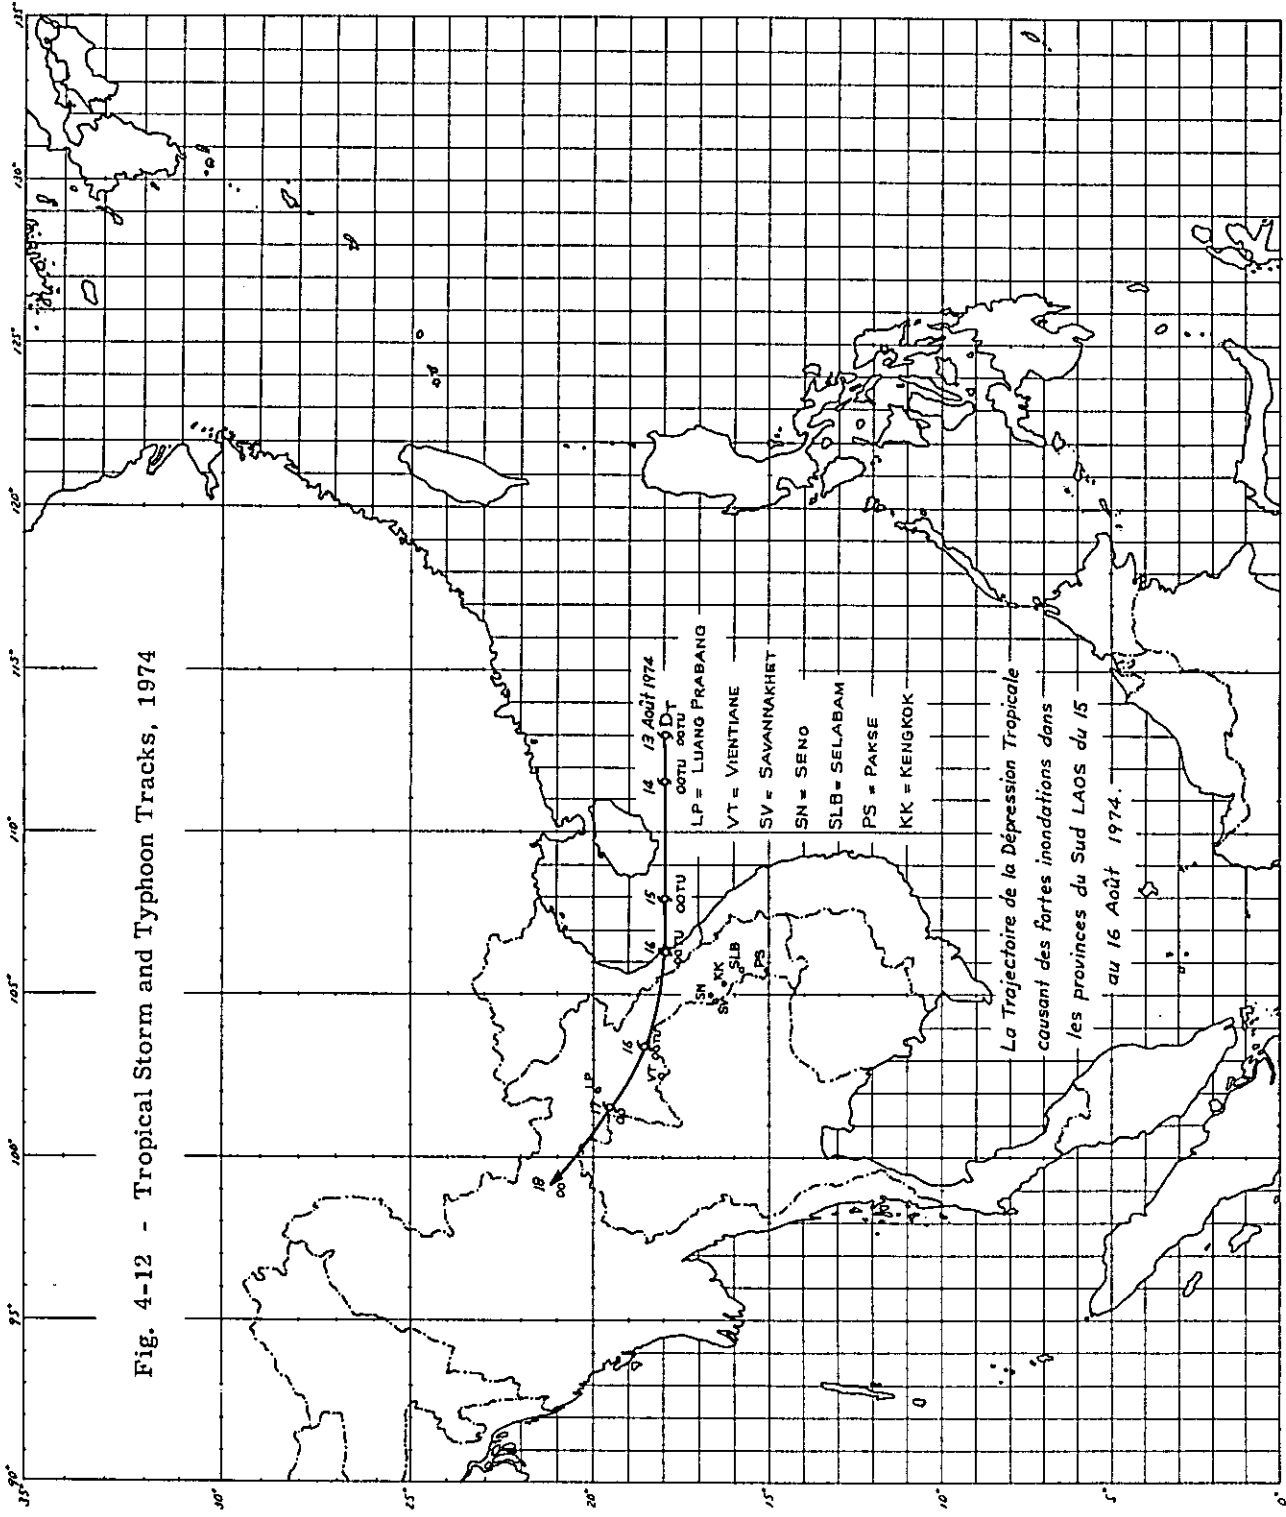 Fig. 4-12 - Tropical Storm and Typhoon Tracks, 1974
90°
95°
100°
105°
110°
115°
120°
125°
130°
135°
35°
30°
25°
20°
15°
10°
5°
0°
18
00
17
00
LP
16
00TU
VT
16
00TU
15
00TU
14
00TU
13 Août 1974
DT
00TU
SN
SV
KK
SLB
PS
LP = LUANG PRABANG
VT = VIENTIANE
SV = SAVANNAKHET
SN = SENO
SLB = SELABAM
PS = PAKSE
KK = KENGKOK
La Trajectoire de la Dépression Tropicale
causant des fortes inondations dans
les provinces du Sud LAOS du 15
au 16 Août 1974.